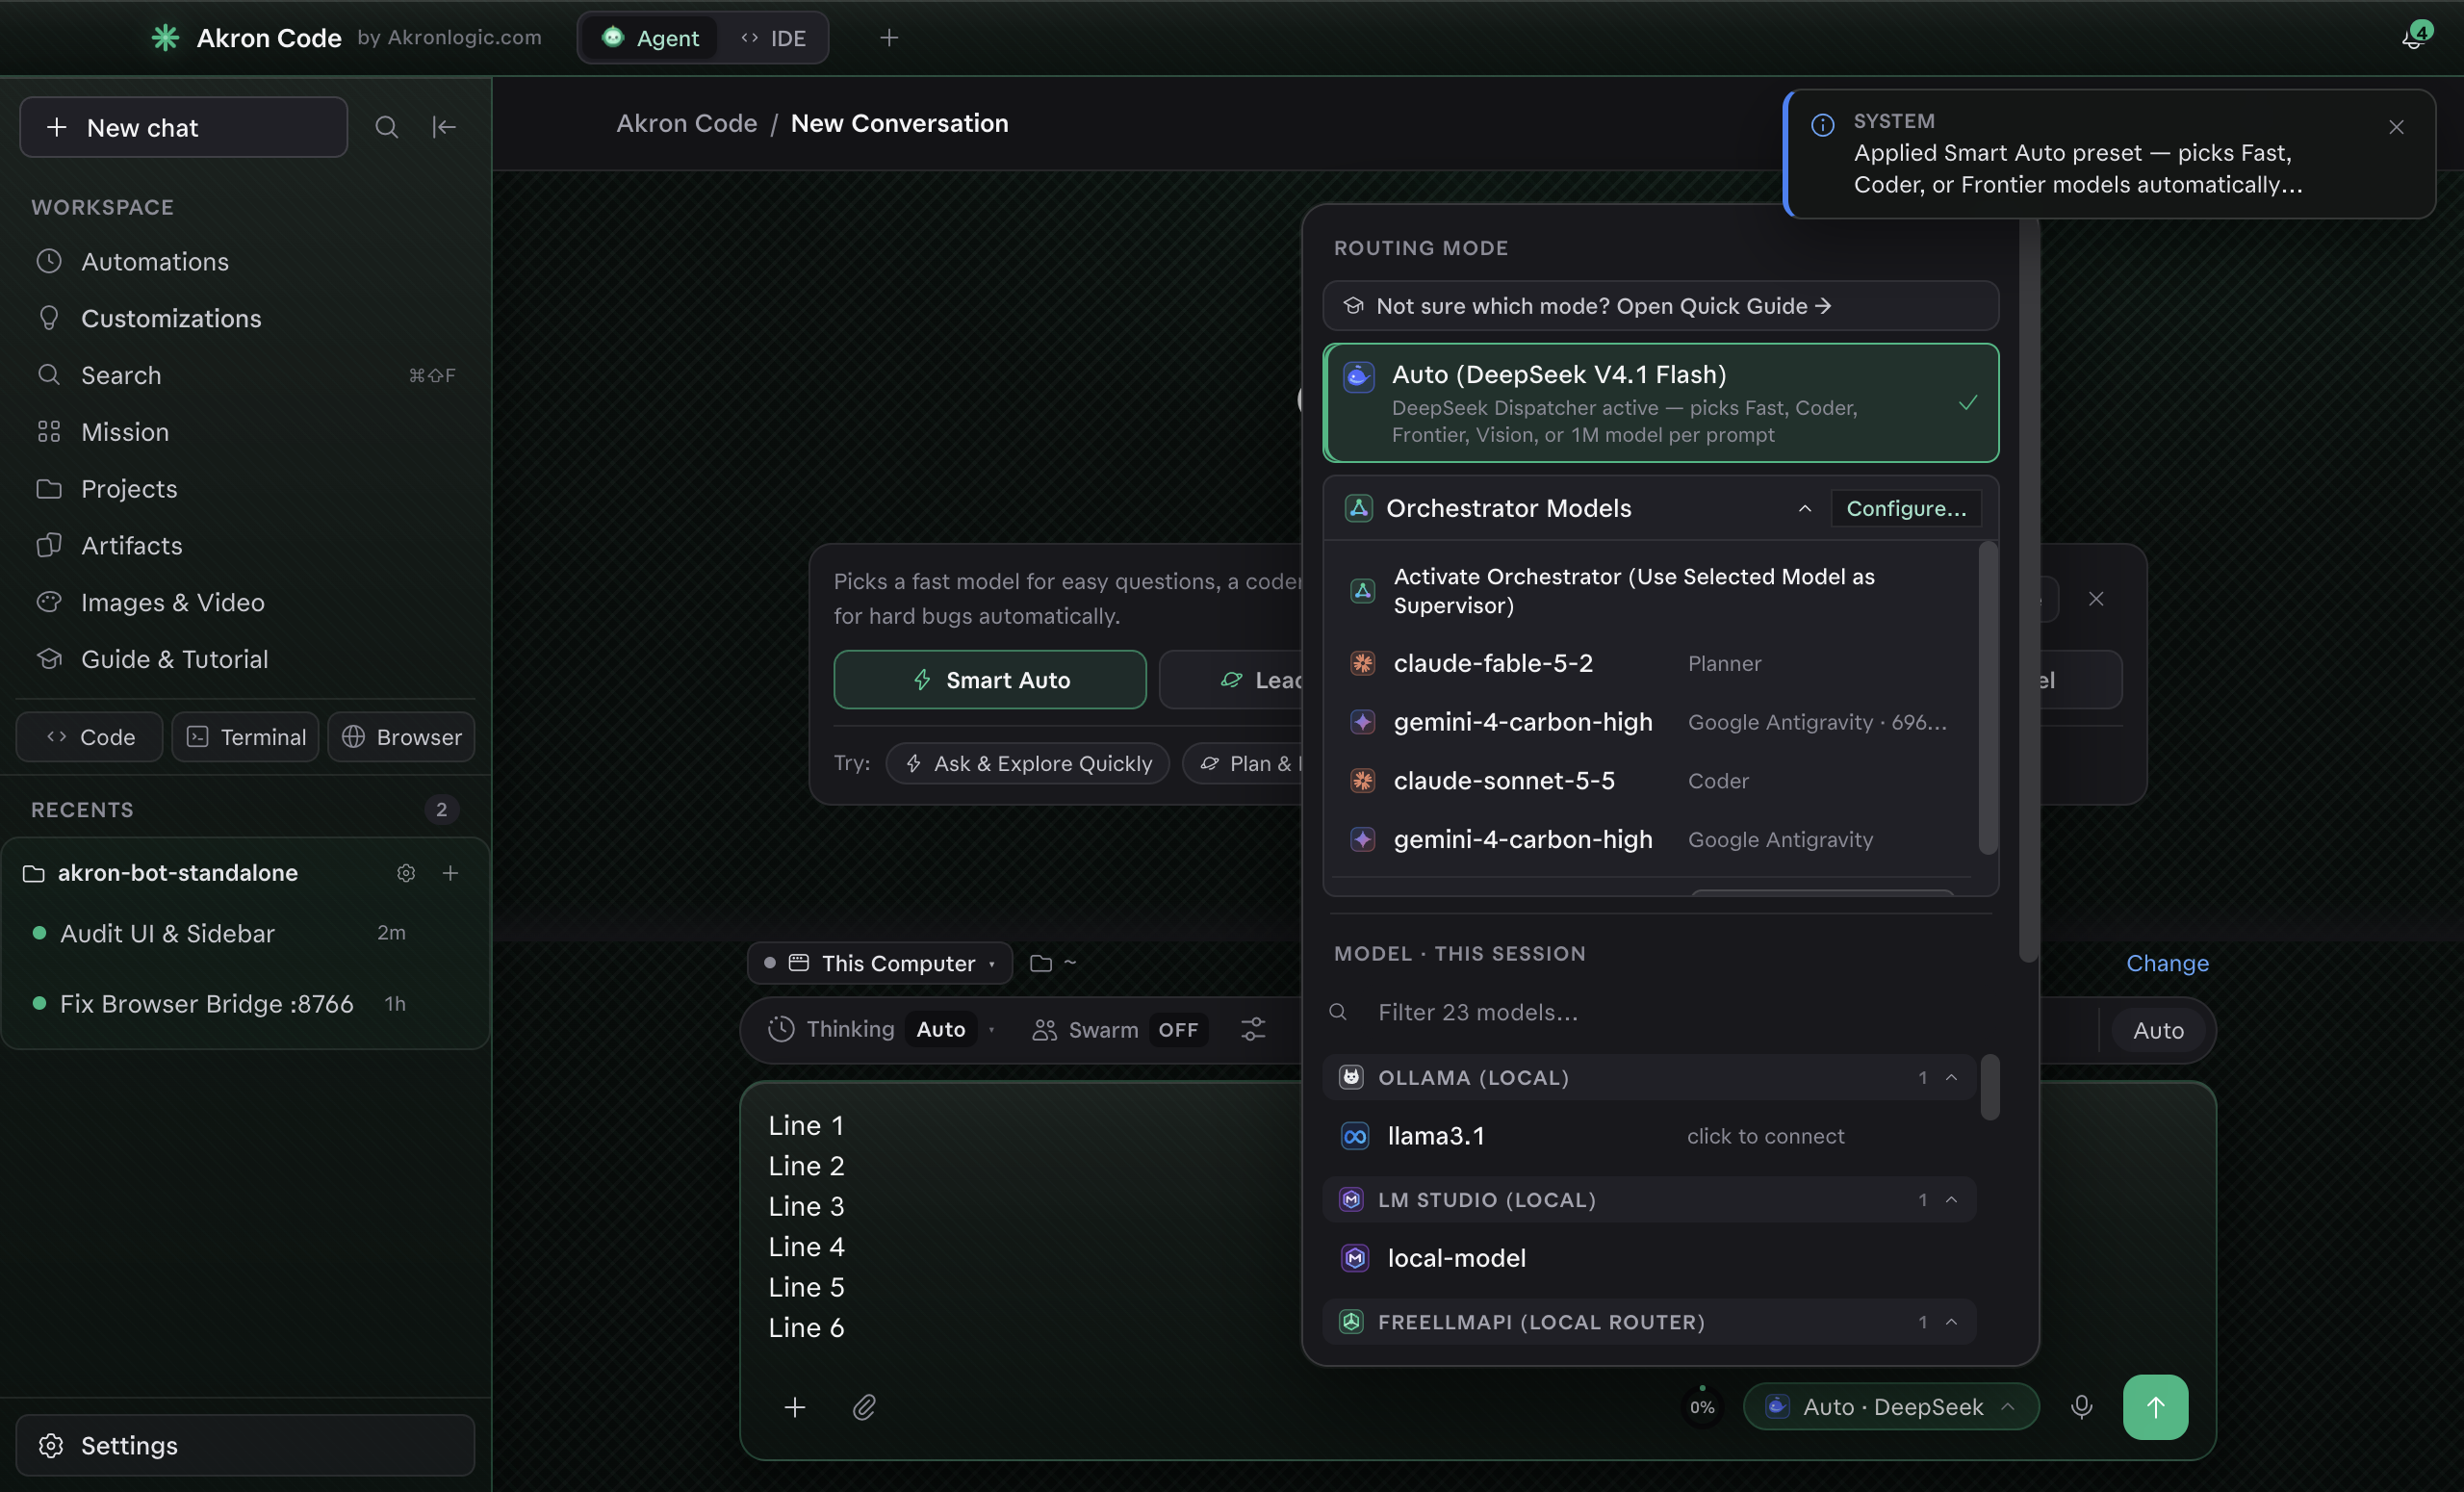 Akron Code by Akronlogic.com
Agent
IDE
4
New chat
WORKSPACE
Automations
Customizations
Search ⌘⇧F
Mission
Projects
Artifacts
Images & Video
Guide & Tutorial
Code
Terminal
Browser
RECENTS 2
akron-bot-standalone
Audit UI & Sidebar 2m
Fix Browser Bridge :8766 1h
Settings
Akron Code / New Conversation
SYSTEM
Applied Smart Auto preset — picks Fast,
Coder, or Frontier models automatically...
Picks a fast model for easy questions, a coder
for hard bugs automatically.
Smart Auto
Try:
Ask & Explore Quickly
Plan &
ROUTING MODE
Not sure which mode? Open Quick Guide →
Auto (DeepSeek V4.1 Flash)
DeepSeek Dispatcher active — picks Fast, Coder,
Frontier, Vision, or 1M model per prompt
Orchestrator Models
Configure...
Activate Orchestrator (Use Selected Model as
Supervisor)
claude-fable-5-2 Planner
gemini-4-carbon-high Google Antigravity · 696...
claude-sonnet-5-5 Coder
gemini-4-carbon-high Google Antigravity
MODEL · THIS SESSION
Filter 23 models...
OLLAMA (LOCAL) 1
llama3.1 click to connect
LM STUDIO (LOCAL) 1
local-model
FREELLMAPI (LOCAL ROUTER) 1
This Computer
~
Change
Thinking Auto
Swarm OFF
Auto
Line 1
Line 2
Line 3
Line 4
Line 5
Line 6
0%
Auto · DeepSeek